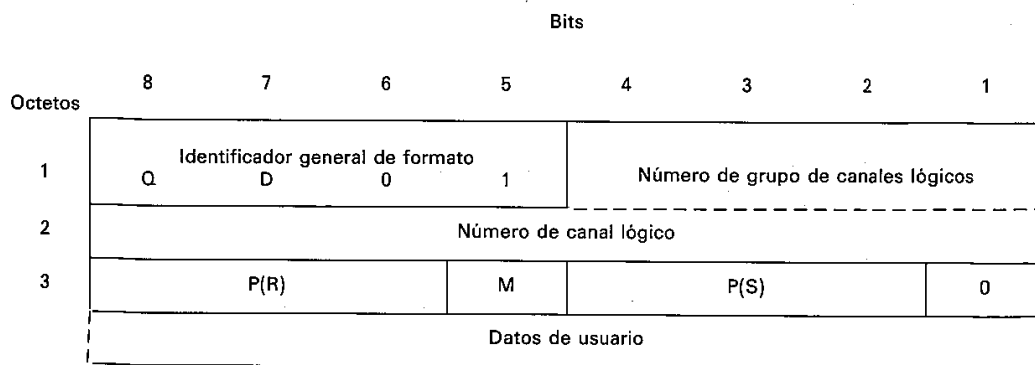 Bits
8 7 6 5 4 3 2 1
Octetos
1 Identificador general de formato Número de grupo de canales lógicos
Q D 0 1
2 Número de canal lógico
3 P(R) M P(S) 0
Datos de usuario